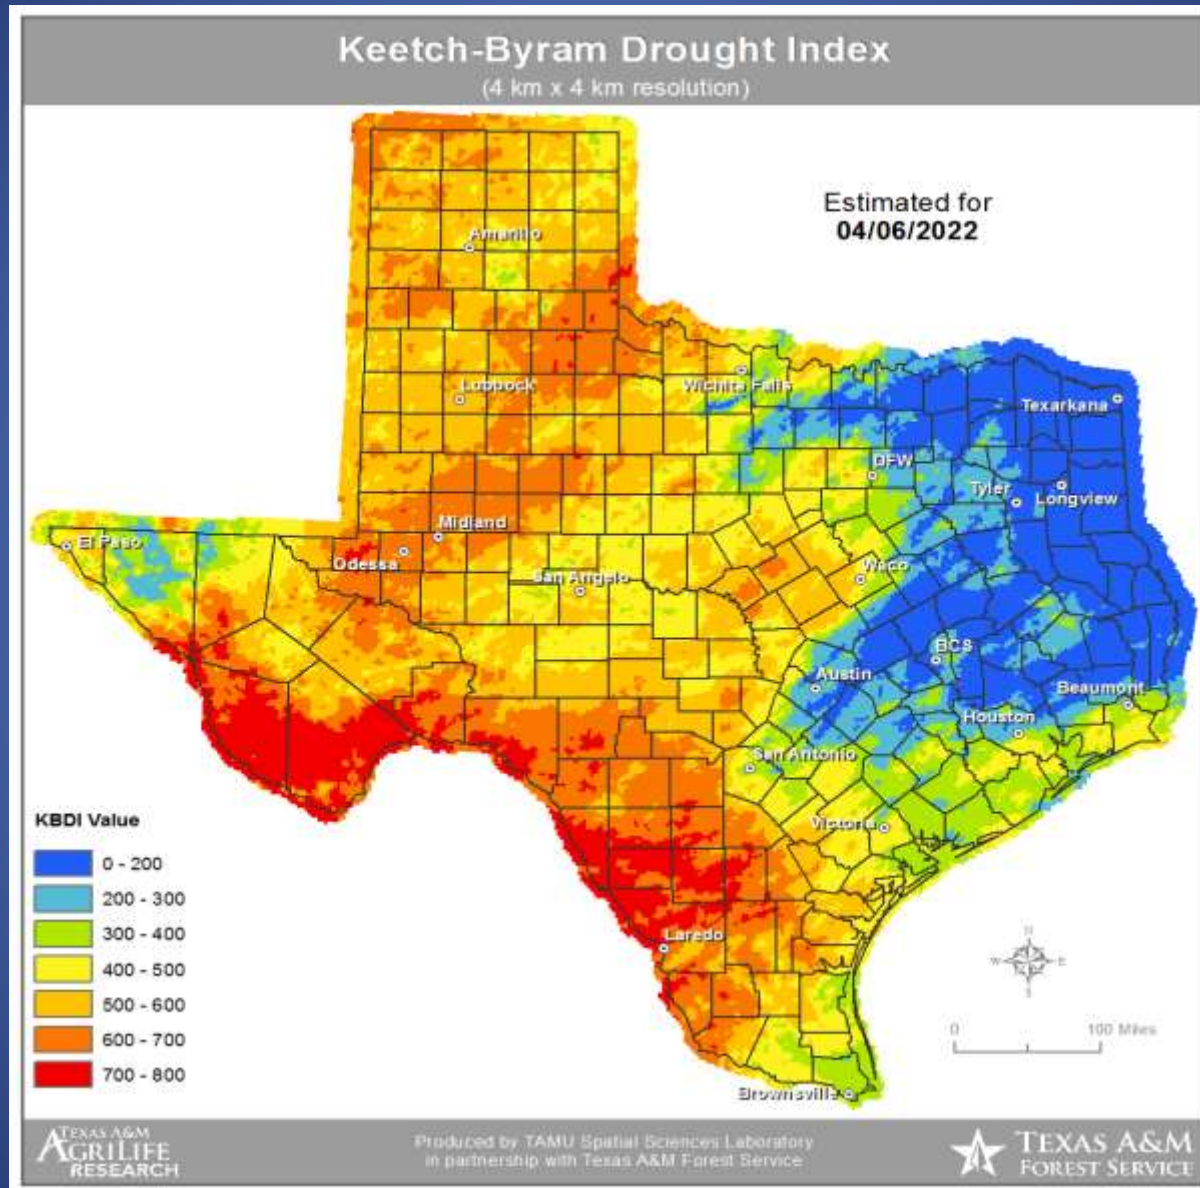 Keetch-Byram Drought Index
(4 km x 4 km resolution)
Estimated for
04/06/2022
Amarillo
Lubbock
Wichita Falls
Texarkana
DFW
Tyler
Longview
El Paso
Midland
Odessa
San Angelo
Waco
BCS
Austin
Beaumont
Houston
San Antonio
Victoria
Laredo
Brownsville
KBDI Value
0 - 200
200 - 300
300 - 400
400 - 500
500 - 600
600 - 700
700 - 800
N
W E
S
0 100 Miles
TEXAS A&M
AGRILIFE
RESEARCH
Produced by TAMU Spatial Sciences Laboratory
in partnership with Texas A&M Forest Service
TEXAS A&M
FOREST SERVICE